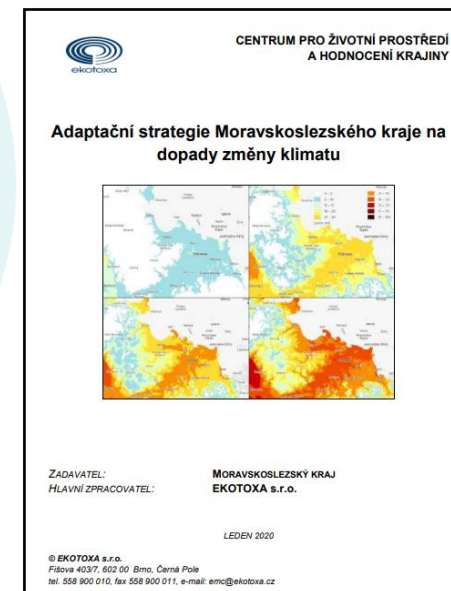 ekotoxa
CENTRUM PRO ŽIVOTNÍ PROSTŘEDÍ
A HODNOCENÍ KRAJINY
Adaptační strategie Moravskoslezského kraje na
dopady změny klimatu
ZADAVATEL: MORAVSKOSLEZSKÝ KRAJ
HLAVNÍ ZPRACOVATEL: EKOTOXA s.r.o.
LEDEN 2020
© EKOTOXA s.r.o.
Fišova 403/7, 602 00 Brno, Černá Pole
tel. 558 900 010, fax 558 900 011, e-mail: emc@ekotoxa.cz